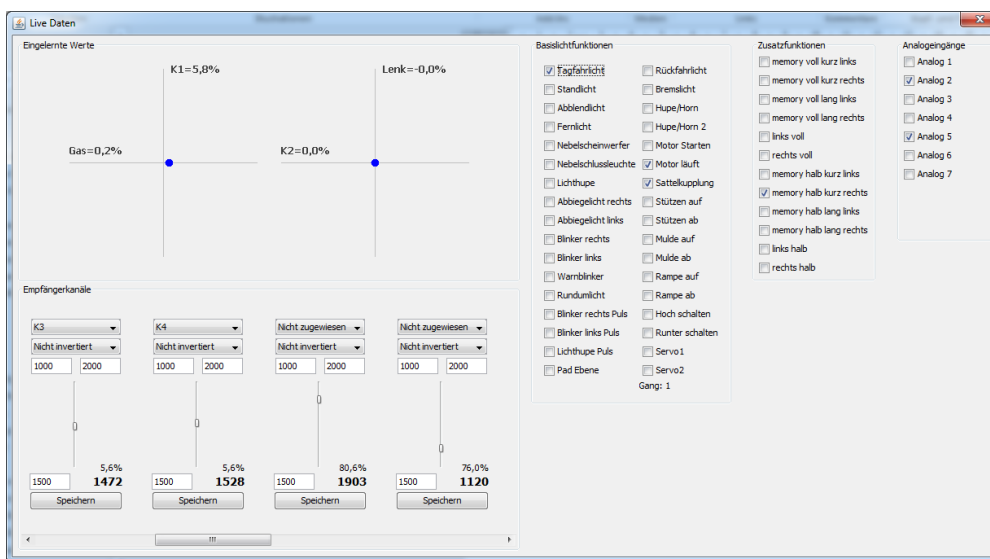 Live Daten
Eingelernte Werte
K1=5,8%
Lenk=-0,0%
Gas=0,2%
K2=0,0%
Empfängerkanäle
K3 K4 Nicht zugewiesen Nicht zugewiesen
Nicht invertiert Nicht invertiert Nicht invertiert Nicht invertiert
1000 2000 1000 2000 1000 2000 1000 2000
5,6% 5,6% 80,6% 76,0%
1500 1472 1500 1528 1500 1903 1500 1120
Speichern Speichern Speichern Speichern
Basislichtfunktionen
Tagfahrlicht Rückfahrlicht
Standlicht Bremslicht
Abblendlicht Hupe/Horn
Fernlicht Hupe/Horn 2
Nebelscheinwerfer Motor Starten
Nebelschlussleuchte Motor läuft
Lichthupe Sattelkupplung
Abbiegelicht rechts Stützen auf
Abbiegelicht links Stützen ab
Blinker rechts Mulde auf
Blinker links Mulde ab
Warnblinker Rampe auf
Rundumlicht Rampe ab
Blinker rechts Puls Hoch schalten
Blinker links Puls Runter schalten
Lichthupe Puls Servo1
Pad Ebene Servo2
Gang: 1
Zusatzfunktionen
memory voll kurz links
memory voll kurz rechts
memory voll lang links
memory voll lang rechts
links voll
rechts voll
memory halb kurz links
memory halb kurz rechts
memory halb lang links
memory halb lang rechts
links halb
rechts halb
Analogeingänge
Analog 1
Analog 2
Analog 3
Analog 4
Analog 5
Analog 6
Analog 7